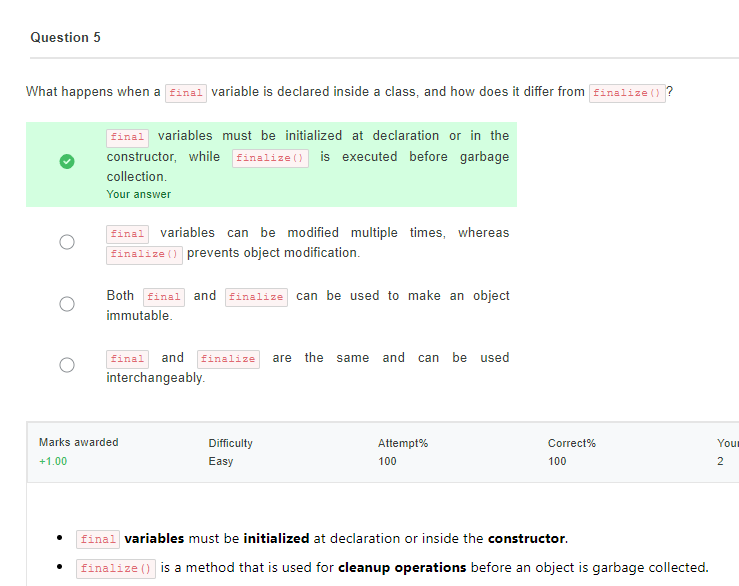 Question 5
What happens when a final variable is declared inside a class, and how does it differ from finalize() ?
final variables must be initialized at declaration or in the
constructor, while finalize() is executed before garbage
collection.
Your answer
final variables can be modified multiple times, whereas
finalize() prevents object modification.
Both final and finalize can be used to make an object
immutable.
final and finalize are the same and can be used
interchangeably.
Marks awarded Difficulty Attempt% Correct% Your
+1.00 Easy 100 100 2
• final variables must be initialized at declaration or inside the constructor.
• finalize() is a method that is used for cleanup operations before an object is garbage collected.